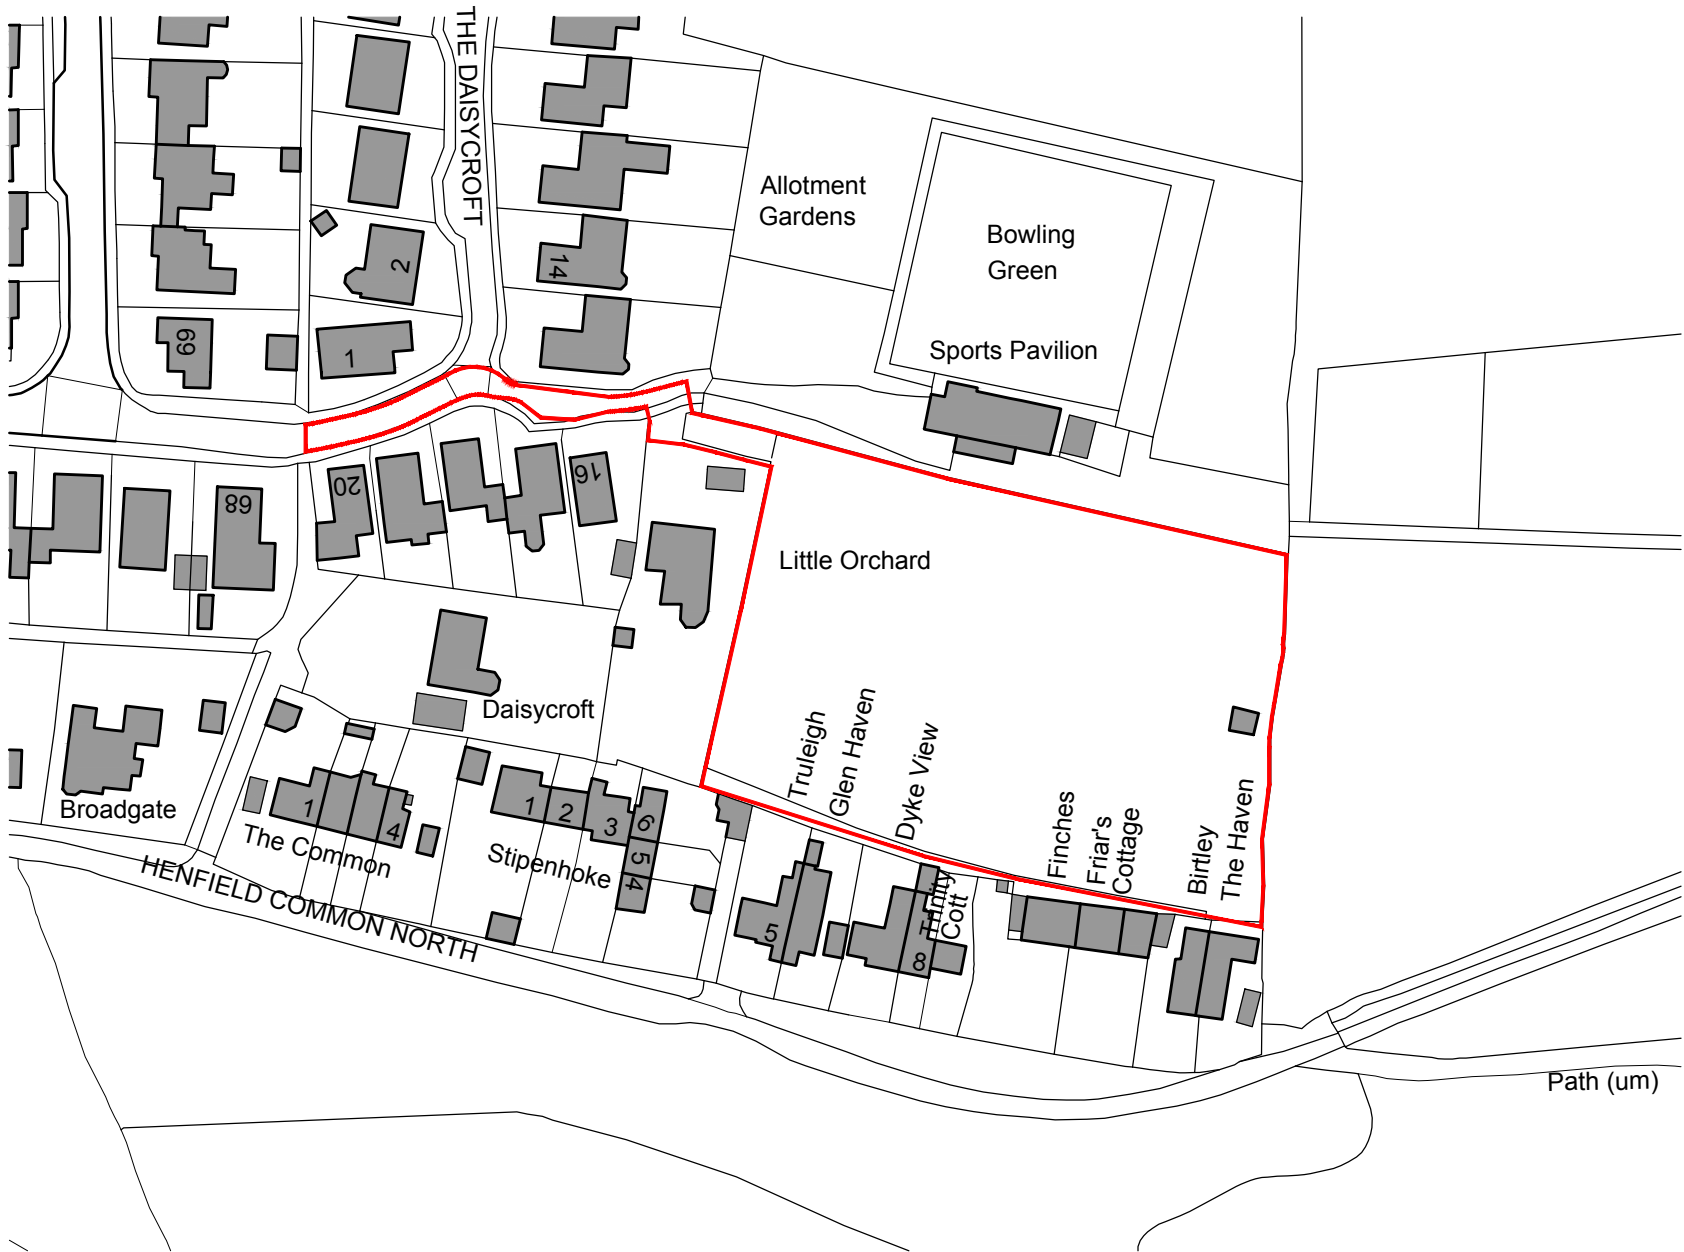 THE DAISYCROFT
Allotment
Gardens
Bowling
Green
2
14
69
1
Sports Pavilion
20
16
68
Little Orchard
Daisycroft
Truleigh
Glen Haven
Dyke View
Finches
Friar's
Cottage
Birtley
The Haven
Broadgate
1
4
The Common
1
2
3
6
5
4
Stipenhoke
5
8
Trinity
Cott
HENFIELD COMMON NORTH
Path (um)